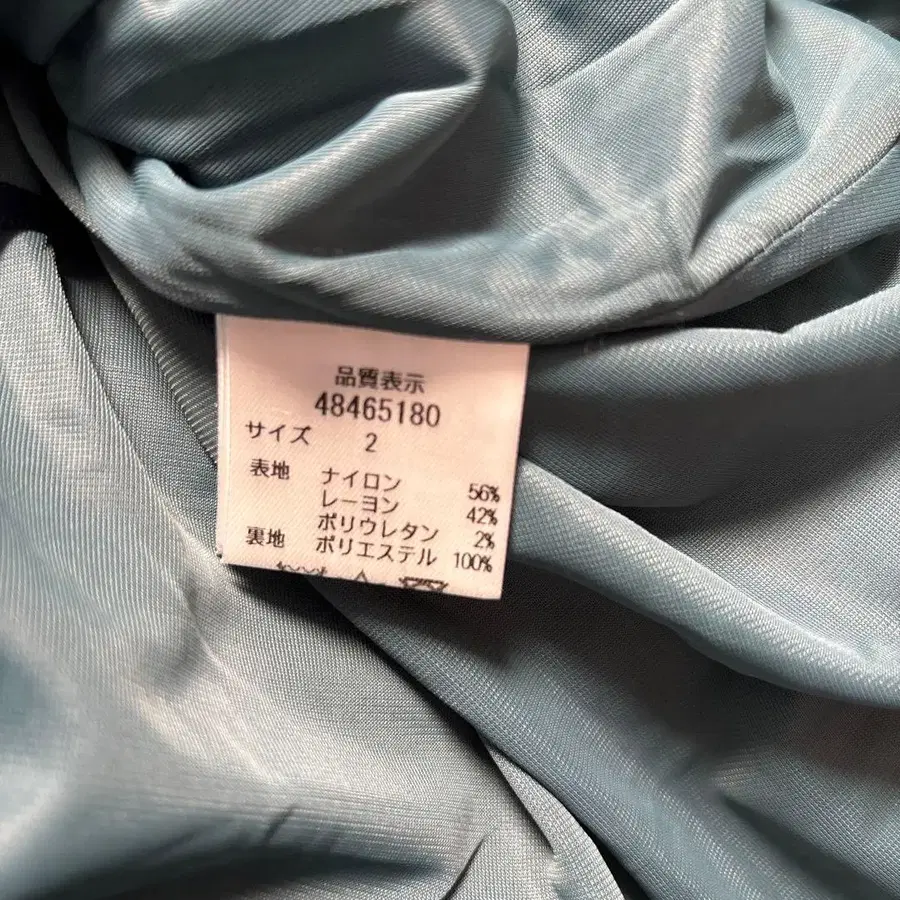 品質表示
48465180
サイズ 2
表地 ナイロン 56%
レーヨン 42%
ポリウレタン 2%
裏地 ポリエステル 100%